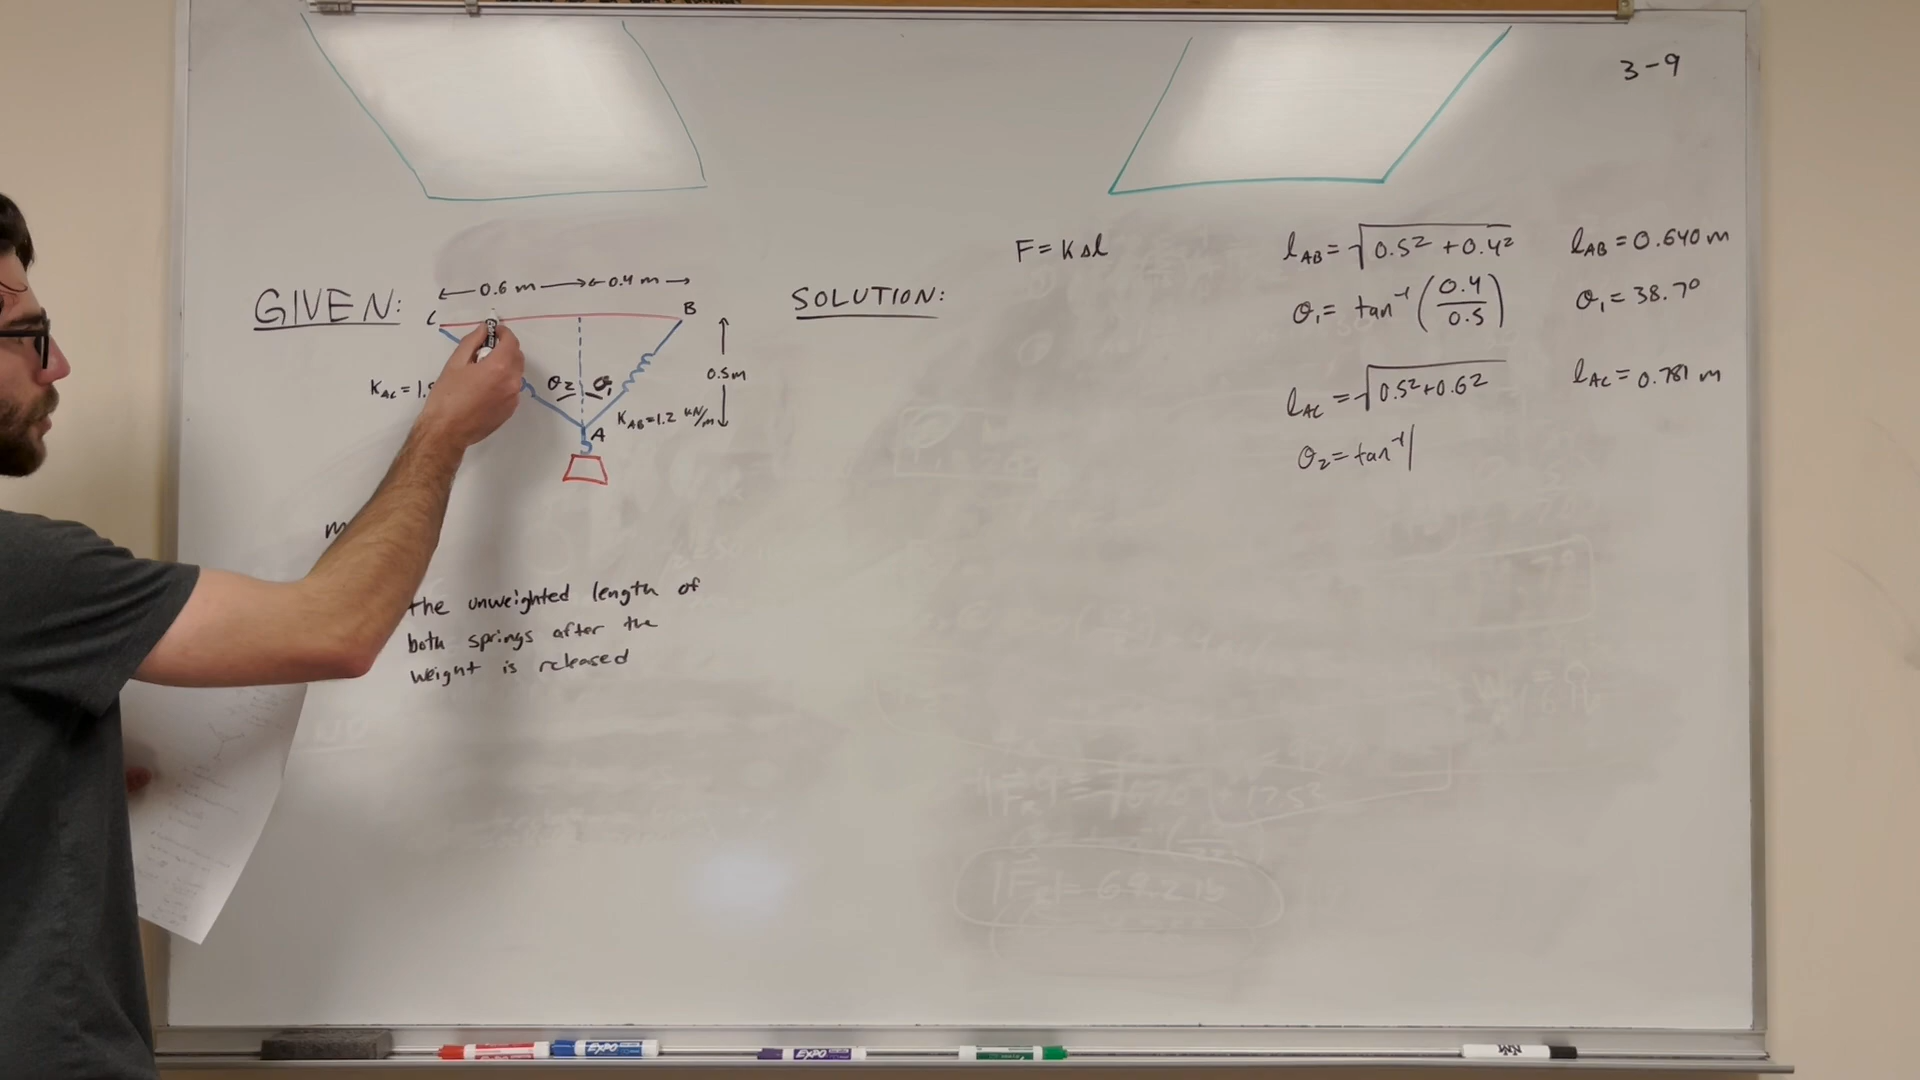 3-9
GIVEN:
0.6 m
0.4 m
C
B
0.5m
K_AC = 1.
θ₂
θ₁
K_AB=1.2 kN/m
A
m
the unweighted length of
both springs after the
weight is released
SOLUTION:
F = K Δl
l_AB = √0.5² + 0.4²
l_AB = 0.640 m
θ₁ = tan⁻¹ (0.4/0.5)
θ₁ = 38.7°
l_AC = √0.5²+0.6²
l_AC = 0.781 m
θ₂ = tan⁻¹
|F | = 69.2 lb
EXPO
EXPO